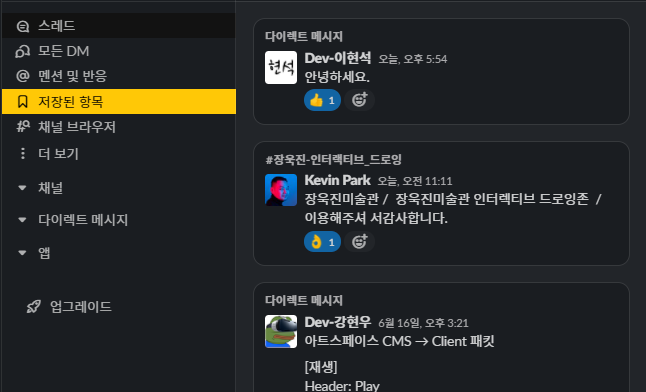 스레드
모든 DM
멘션 및 반응
저장된 항목
채널 브라우저
더 보기
채널
다이렉트 메시지
앱
업그레이드
다이렉트 메시지
현석
Dev-이현석 오늘, 오후 5:54
안녕하세요.
1
#장욱진-인터랙티브_드로잉
Kevin Park 오늘, 오전 11:11
장욱진미술관 / 장욱진미술관 인터랙티브 드로잉존 /
이용해주셔 서감사합니다.
1
다이렉트 메시지
Dev-강현우 6월 16일, 오후 3:21
아트스페이스 CMS → Client 패킷
[재생]
Header: Play